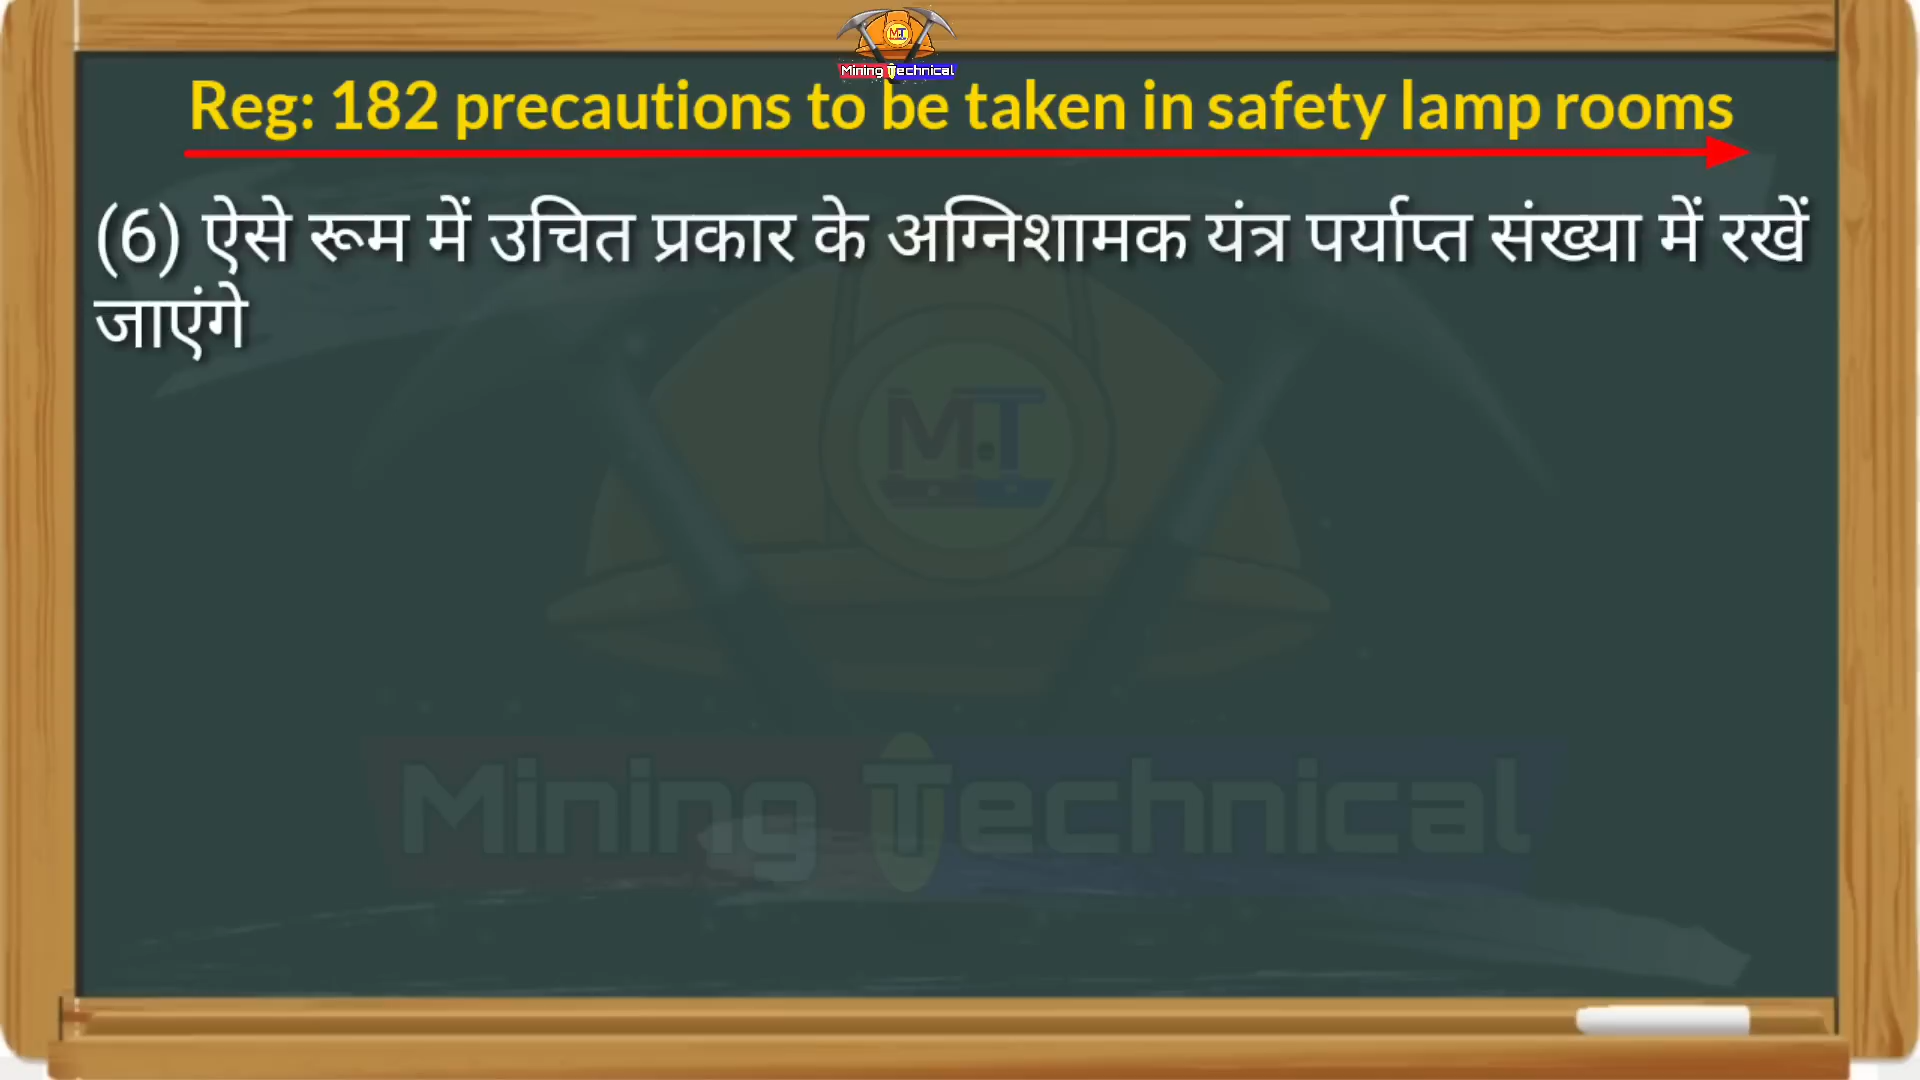 MT
Mining Technical
Reg: 182 precautions to be taken in safety lamp rooms
(6) ऐसे रूम में उचित प्रकार के अग्निशामक यंत्र पर्याप्त संख्या में रखें
जाएंगे
M.T
Mining Technical